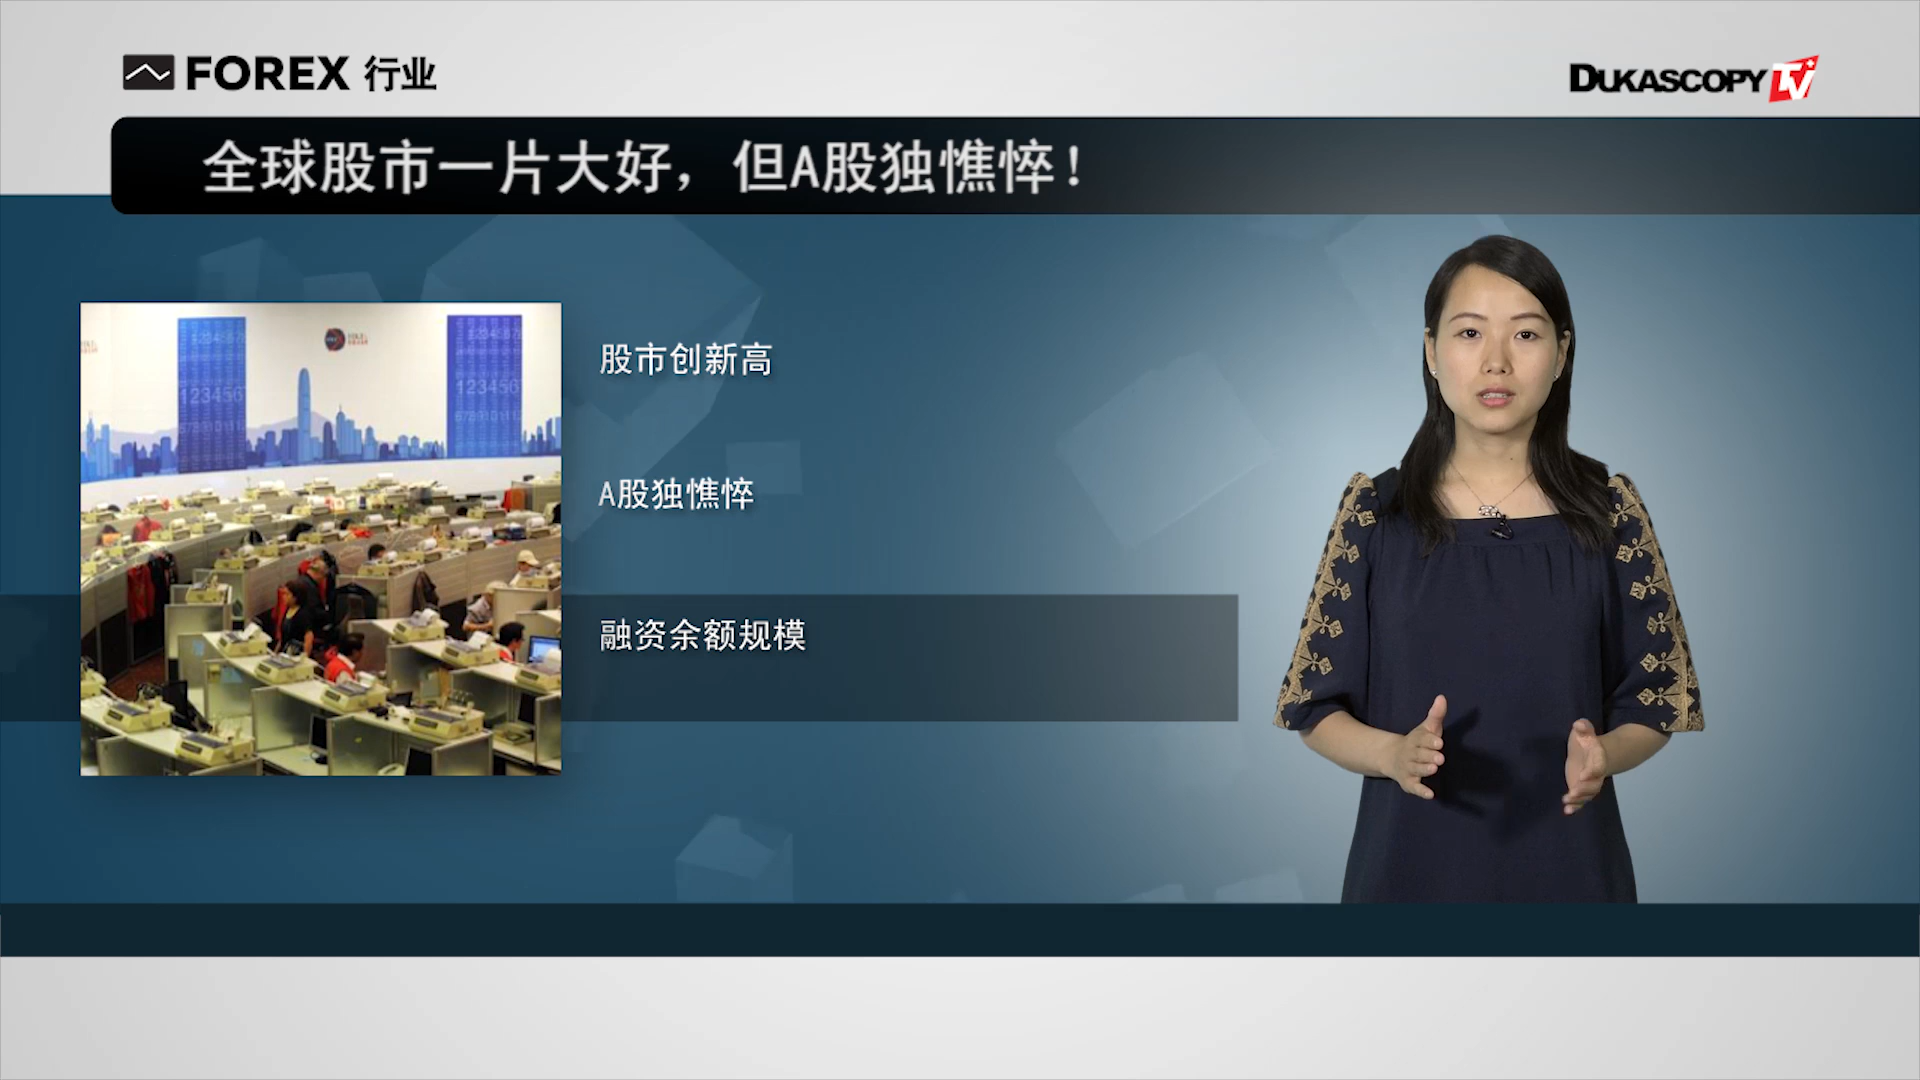 FOREX 行业
DUKASCOPY TV
全球股市一片大好，但A股独憔悴！
股市创新高
A股独憔悴
融资余额规模